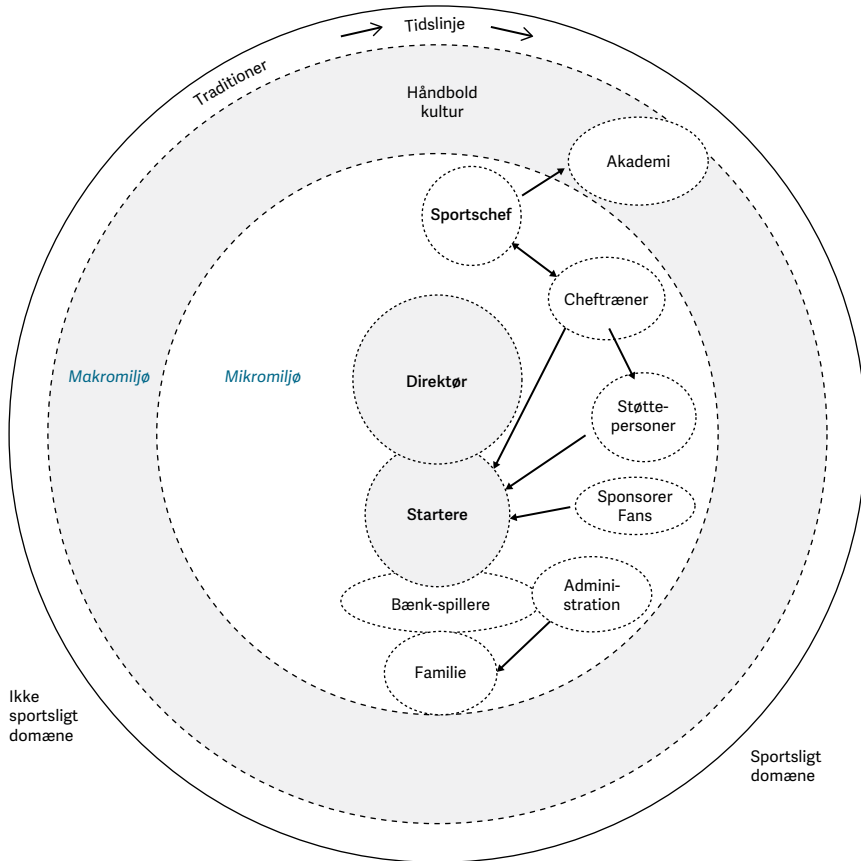 Tidslinje
Traditioner
Håndbold
kultur
Akademi
Sportschef
Cheftræner
Makromiljø
Mikromiljø
Direktør
Støtte-
personer
Startere
Sponsorer
Fans
Bænk-spillere
Admini-
stration
Familie
Ikke
sportsligt
domæne
Sportsligt
domæne